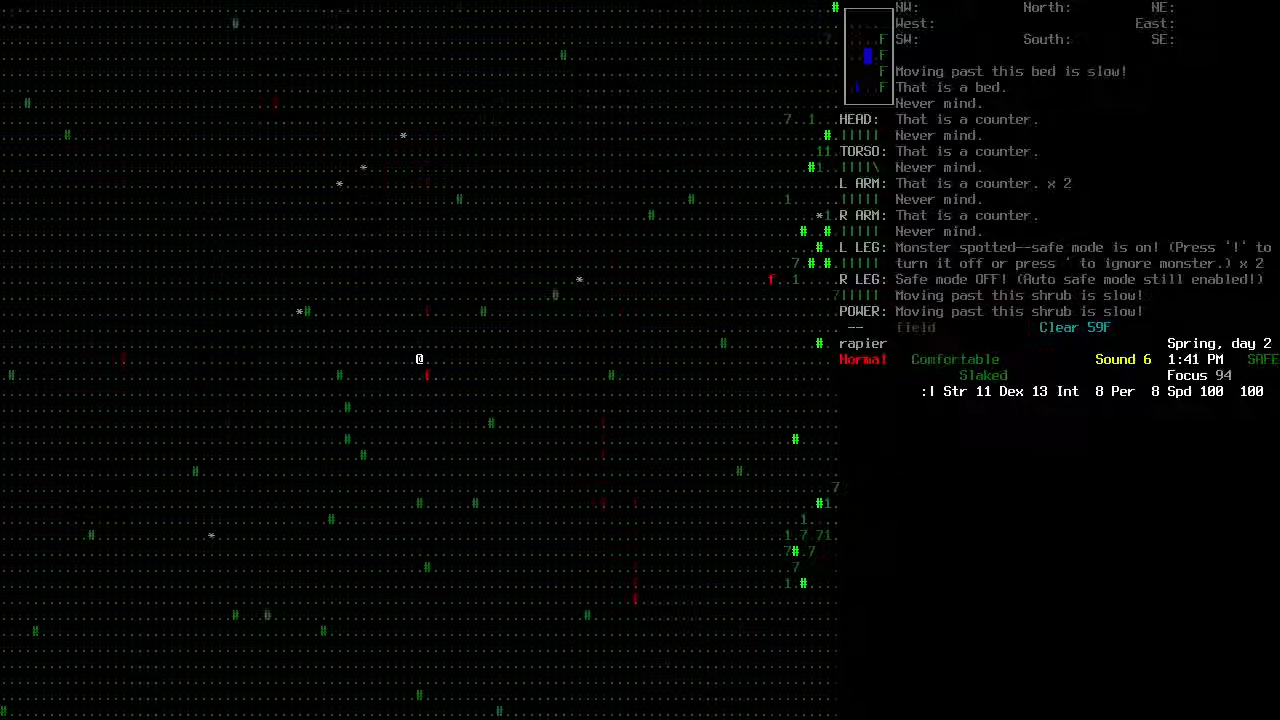 NW: North: NE:
West: East:
SW: South: SE:
Moving past this bed is slow!
That is a bed.
Never mind.
HEAD: That is a counter.
Never mind.
TORSO: That is a counter.
Never mind.
L ARM: That is a counter. x 2
Never mind.
R ARM: That is a counter.
Never mind.
L LEG: Monster spotted--safe mode is on! (Press '!' to
turn it off or press ' to ignore monster.) x 2
R LEG: Safe mode OFF! (Auto safe mode still enabled!)
Moving past this shrub is slow!
POWER: Moving past this shrub is slow!
-- field Clear 59F
rapier Spring, day 2
Normal Comfortable Sound 6 1:41 PM SAFE
Slaked Focus 94
:| Str 11 Dex 13 Int 8 Per 8 Spd 100 100